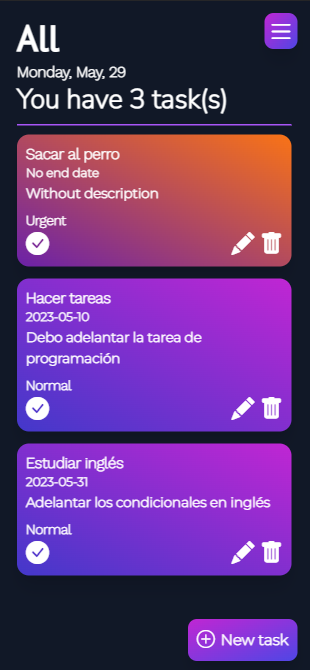 All
Monday, May, 29
You have 3 task(s)
Sacar al perro
No end date
Without description
Urgent
Hacer tareas
2023-05-10
Debo adelantar la tarea de
programación
Normal
Estudiar inglés
2023-05-31
Adelantar los condicionales en inglés
Normal
New task